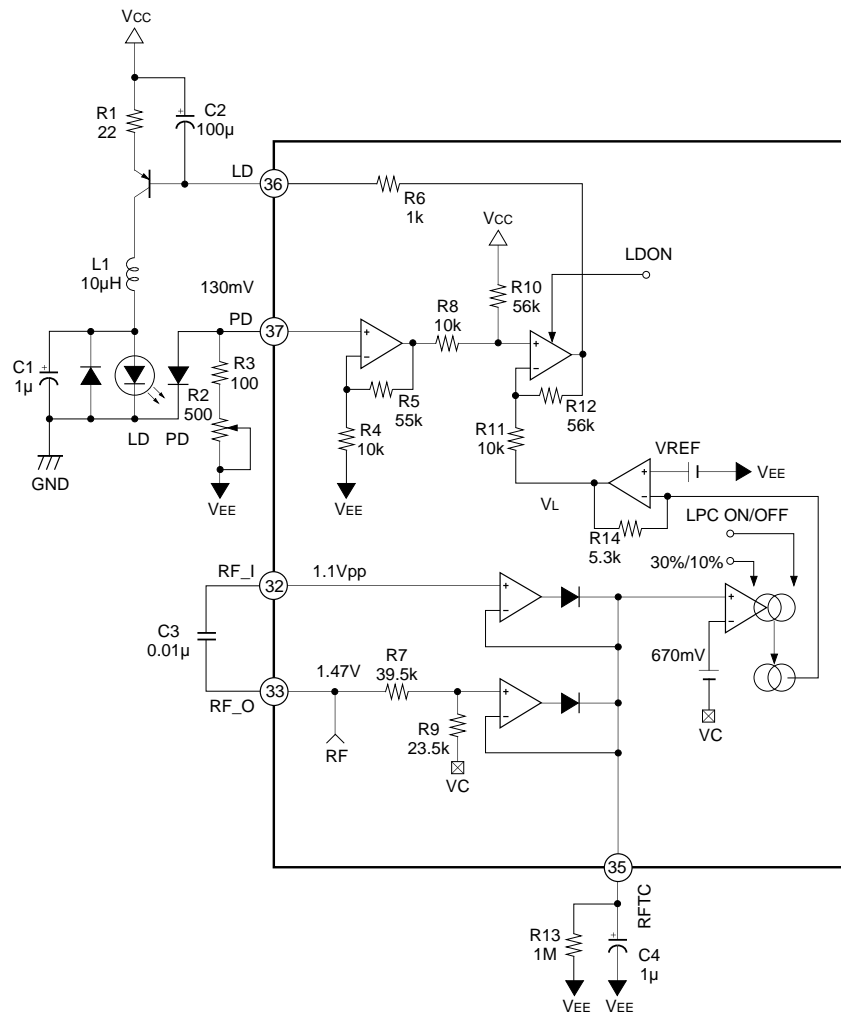 VCC
R1
22
C2
100µ
LD
36
R6
1k
VCC
LDON
L1
10µH
130mV
PD
37
R8
10k
R10
56k
C1
1µ
R3
100
R2
500
R5
55k
R12
56k
R4
10k
R11
10k
LD
PD
VREF
VEE
GND
VEE
VEE
VL
LPC ON/OFF
R14
5.3k
30%/10%
RF_I
32
1.1Vpp
C3
0.01µ
670mV
1.47V
R7
39.5k
33
RF_O
R9
23.5k
RF
VC
VC
35
RFTC
R13
1M
C4
1µ
VEE
VEE